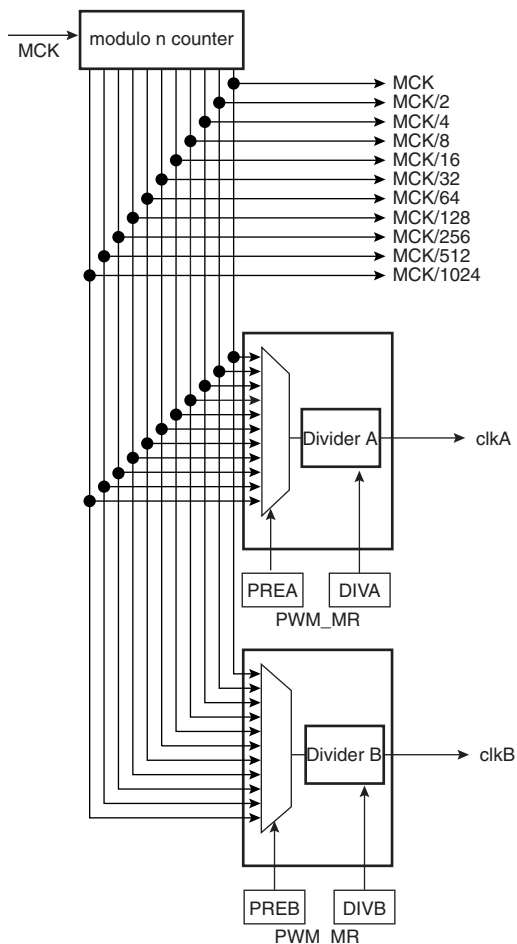 modulo n counter
MCK
MCK
MCK/2
MCK/4
MCK/8
MCK/16
MCK/32
MCK/64
MCK/128
MCK/256
MCK/512
MCK/1024
Divider A
clkA
PREA
DIVA
PWM_MR
Divider B
clkB
PREB
DIVB
PWM_MR